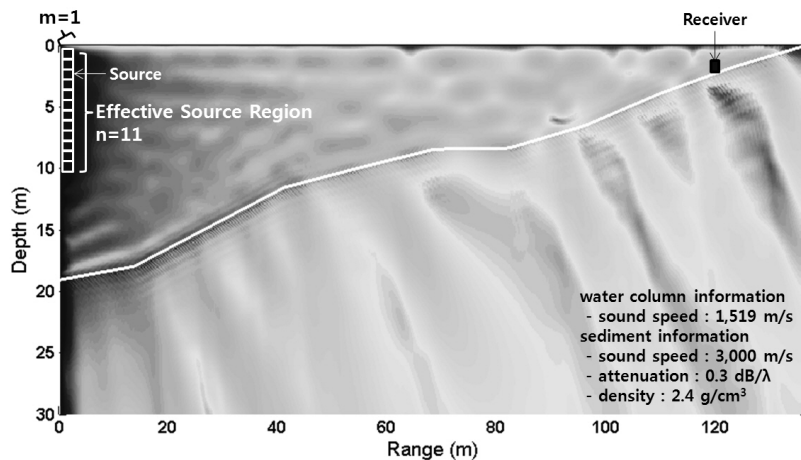 m=1
Receiver
Source
Effective Source Region
n=11
water column information
- sound speed : 1,519 m/s
sediment information
- sound speed : 3,000 m/s
- attenuation : 0.3 dB/λ
- density : 2.4 g/cm³
Depth (m)
0
5
10
15
20
25
30
0 20 40 60 80 100 120
Range (m)